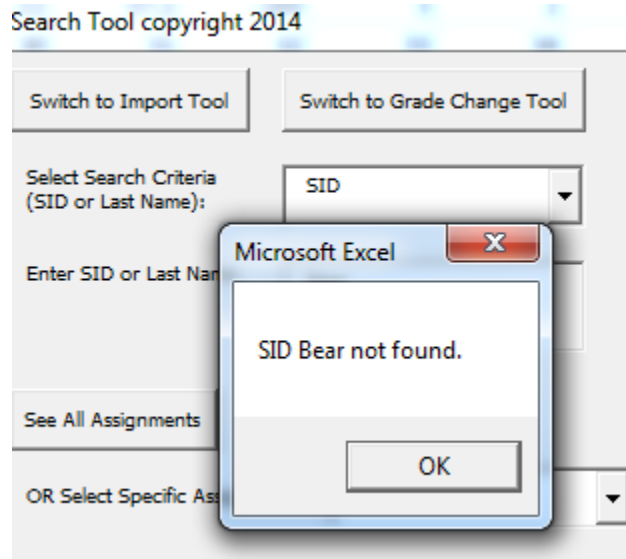 Search Tool copyright 2014
Switch to Import Tool
Switch to Grade Change Tool
Select Search Criteria
(SID or Last Name):
SID
Enter SID or Last
Microsoft Excel
SID Bear not found.
OK
See All Assignments
OR Select Specific